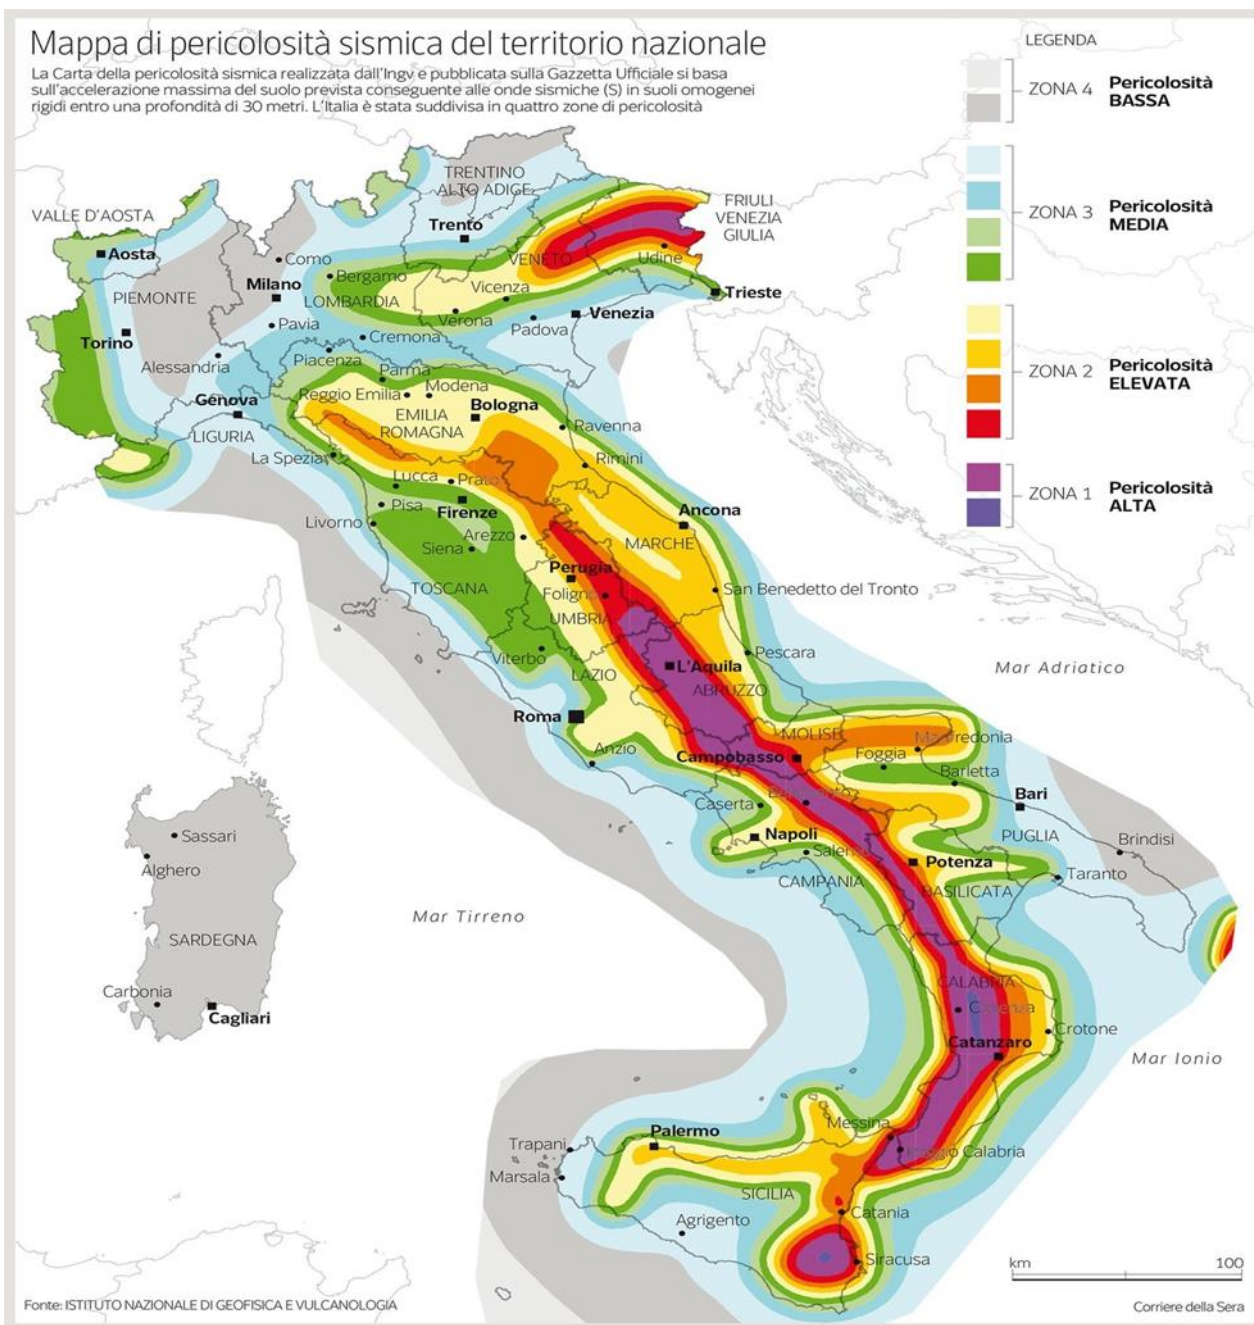 Mappa di pericolosità sismica del territorio nazionale
La Carta della pericolosità sismica realizzata dall'Ingv e pubblicata sulla Gazzetta Ufficiale si basa
sull'accelerazione massima del suolo prevista conseguente alle onde sismiche (S) in suoli omogenei
rigidi entro una profondità di 30 metri. L'Italia è stata suddivisa in quattro zone di pericolosità
LEGENDA
ZONA 4
Pericolosità
BASSA
ZONA 3
Pericolosità
MEDIA
ZONA 2
Pericolosità
ELEVATA
ZONA 1
Pericolosità
ALTA
TRENTINO
ALTO ADIGE
FRIULI
VENEZIA
GIULIA
VALLE D'AOSTA
Trento
Aosta
Como
VENETO
Udine
Bergamo
Milano
PIEMONTE
LOMBARDIA
Vicenza
Trieste
Verona
Padova
Venezia
Pavia
Torino
Cremona
Alessandria
Piacenza
Parma
Reggio Emilia
Modena
Genova
EMILIA
ROMAGNA
Bologna
LIGURIA
Ravenna
La Spezia
Rimini
Lucca
Prato
Pisa
Firenze
Ancona
Livorno
Arezzo
MARCHE
Siena
Perugia
TOSCANA
Foligno
San Benedetto del Tronto
UMBRIA
Viterbo
Pescara
LAZIO
L'Aquila
Mar Adriatico
ABRUZZO
Roma
MOLISE
Manfredonia
Anzio
Campobasso
Foggia
Barletta
Caserta
Benevento
Bari
Napoli
PUGLIA
Salerno
Brindisi
Potenza
Taranto
CAMPANIA
BASILICATA
Sassari
Alghero
Mar Tirreno
SARDEGNA
Carbonia
Cagliari
CALABRIA
Cosenza
Crotone
Catanzaro
Mar Ionio
Messina
Palermo
Trapani
Reggio Calabria
Marsala
SICILIA
Agrigento
Catania
Siracusa
km 100
Fonte: ISTITUTO NAZIONALE DI GEOFISICA E VULCANOLOGIA
Corriere della Sera